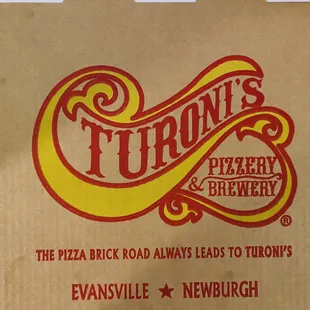 TURONI'S
PIZZERY
& BREWERY
®
THE PIZZA BRICK ROAD ALWAYS LEADS TO TURONI'S
EVANSVILLE ★ NEWBURGH